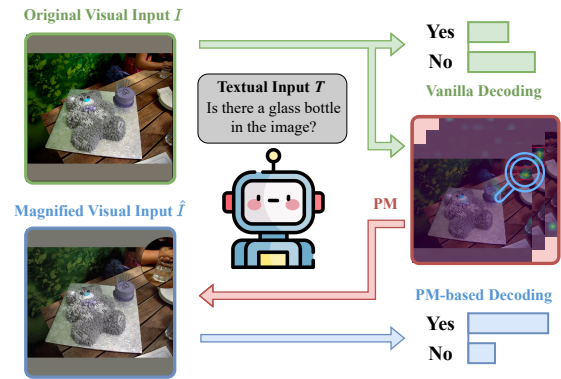 Original Visual Input I
Yes
No
Vanilla Decoding
Textual Input T
Is there a glass bottle
in the image?
PM
Magnified Visual Input Î
PM-based Decoding
Yes
No